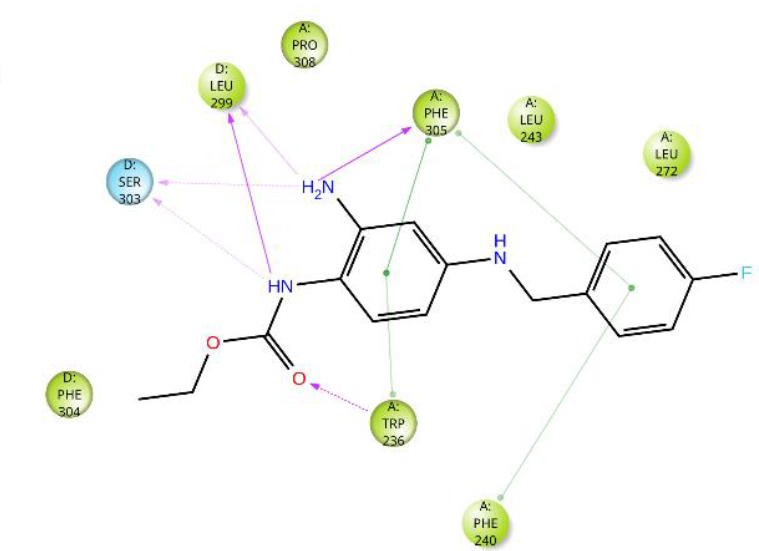 A:
PRO
308
D:
LEU
299
A:
PHE
305
A:
LEU
243
A:
LEU
272
D:
SER
303
H₂N
H
N
F
HN
O
O
D:
PHE
304
A:
TRP
236
A:
PHE
240